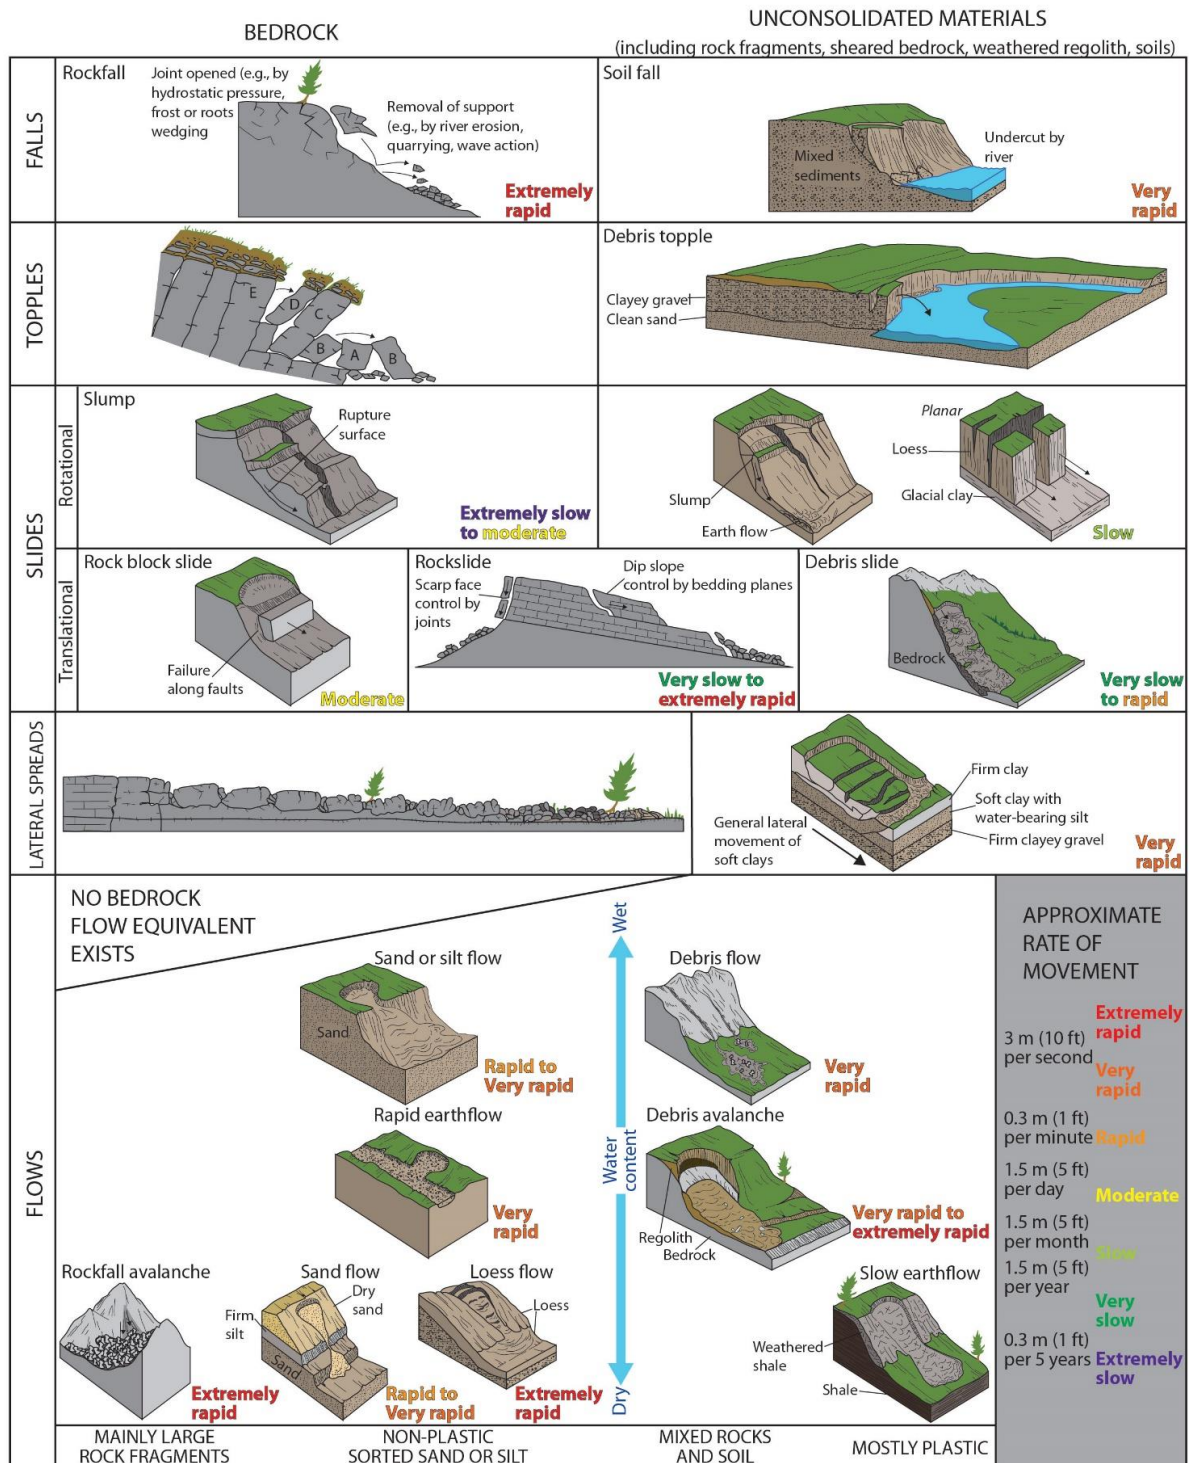 BEDROCK
UNCONSOLIDATED MATERIALS
(including rock fragments, sheared bedrock, weathered regolith, soils)
FALLS
Rockfall
Joint opened (e.g., by
hydrostatic pressure,
frost or roots
wedging
Removal of support
(e.g., by river erosion,
quarrying, wave action)
Extremely
rapid
Soil fall
Mixed
sediments
Undercut by
river
Very
rapid
TOPPLES
E
D
C
B
A
B
Debris topple
Clayey gravel
Clean sand
SLIDES
Rotational
Slump
Rupture
surface
Extremely slow
to moderate
Slump
Earth flow
Planar
Loess
Glacial clay
Slow
Translational
Rock block slide
Failure
along faults
Moderate
Rockslide
Scarp face
control by
joints
Dip slope
control by bedding planes
Very slow to
extremely rapid
Debris slide
Bedrock
Very slow
to rapid
LATERAL SPREADS
General lateral
movement of
soft clays
Firm clay
Soft clay with
water-bearing silt
Firm clayey gravel
Very
rapid
FLOWS
NO BEDROCK
FLOW EQUIVALENT
EXISTS
Sand or silt flow
Sand
Rapid to
Very rapid
Rapid earthflow
Very
rapid
Rockfall avalanche
Extremely
rapid
Sand flow
Dry
sand
Firm
silt
Sand
Rapid to
Very rapid
Loess flow
Loess
Extremely
rapid
Wet
Water
content
Dry
Debris flow
Very
rapid
Debris avalanche
Regolith
Bedrock
Very rapid to
extremely rapid
Slow earthflow
Weathered
shale
Shale
APPROXIMATE
RATE OF
MOVEMENT
Extremely
rapid
3 m (10 ft)
per second
Very
rapid
0.3 m (1 ft)
per minute
Rapid
1.5 m (5 ft)
per day
Moderate
1.5 m (5 ft)
per month
Slow
1.5 m (5 ft)
per year
Very
slow
0.3 m (1 ft)
per 5 years
Extremely
slow
MAINLY LARGE
ROCK FRAGMENTS
NON-PLASTIC
SORTED SAND OR SILT
MIXED ROCKS
AND SOIL
MOSTLY PLASTIC